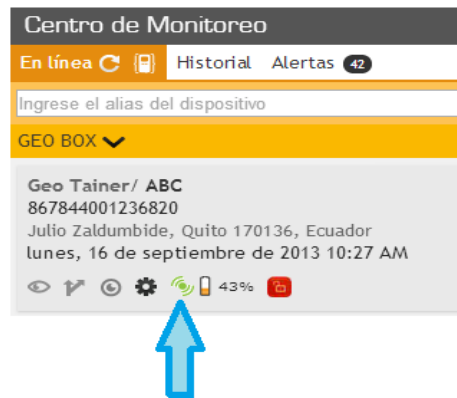 Centro de Monitoreo
En línea Historial Alertas 42
Ingrese el alias del dispositivo
GEO BOX
Geo Tainer/ ABC
867844001236820
Julio Zaldumbide, Quito 170136, Ecuador
lunes, 16 de septiembre de 2013 10:27 AM
43%